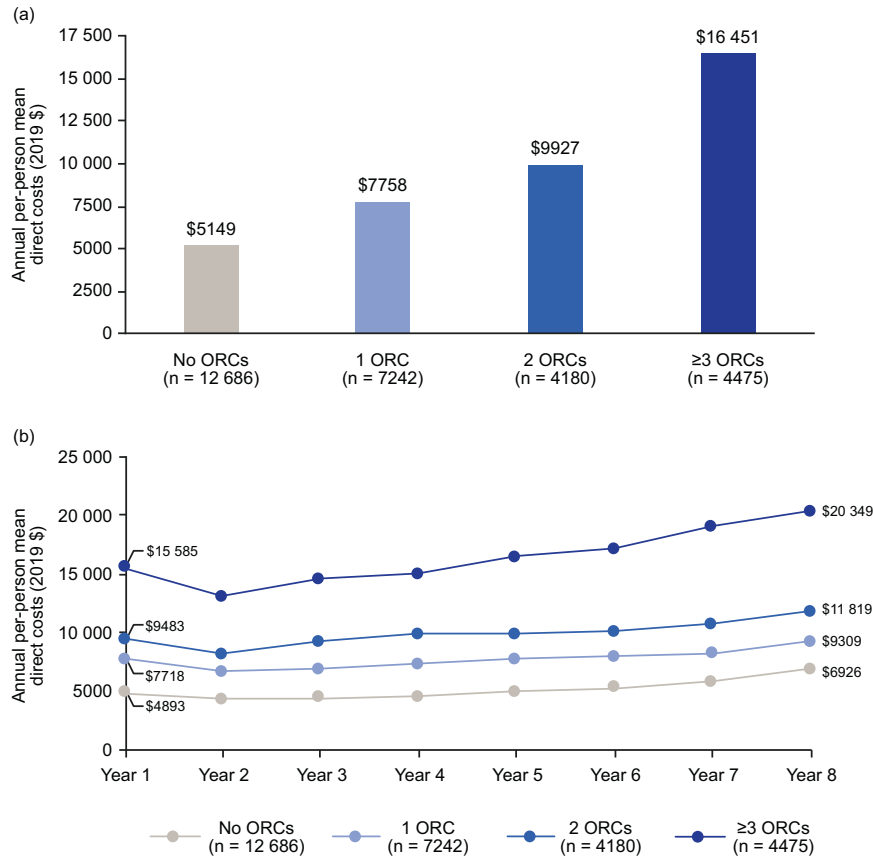 (a)
Annual per-person mean
direct costs (2019 $)
17 500
15 000
12 500
10 000
7500
5000
2500
0
$5149
$7758
$9927
$16 451
No ORCs
(n = 12 686)
1 ORC
(n = 7242)
2 ORCs
(n = 4180)
≥3 ORCs
(n = 4475)
(b)
Annual per-person mean
direct costs (2019 $)
25 000
20 000
15 000
10 000
5000
0
$15 585
$9483
$7718
$4893
$20 349
$11 819
$9309
$6926
Year 1
Year 2
Year 3
Year 4
Year 5
Year 6
Year 7
Year 8
No ORCs
(n = 12 686)
1 ORC
(n = 7242)
2 ORCs
(n = 4180)
≥3 ORCs
(n = 4475)